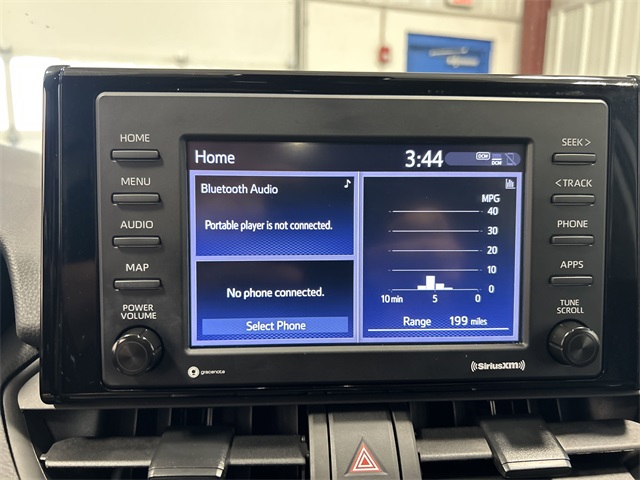 HOME
MENU
AUDIO
MAP
POWER
VOLUME
Home
3:44
DCM
DCM
Bluetooth Audio
Portable player is not connected.
No phone connected.
Select Phone
MPG
40
30
20
10
0
10 min
5
0
Range 199 miles
SEEK >
< TRACK
PHONE
APPS
TUNE
SCROLL
gracenote
SiriusXM